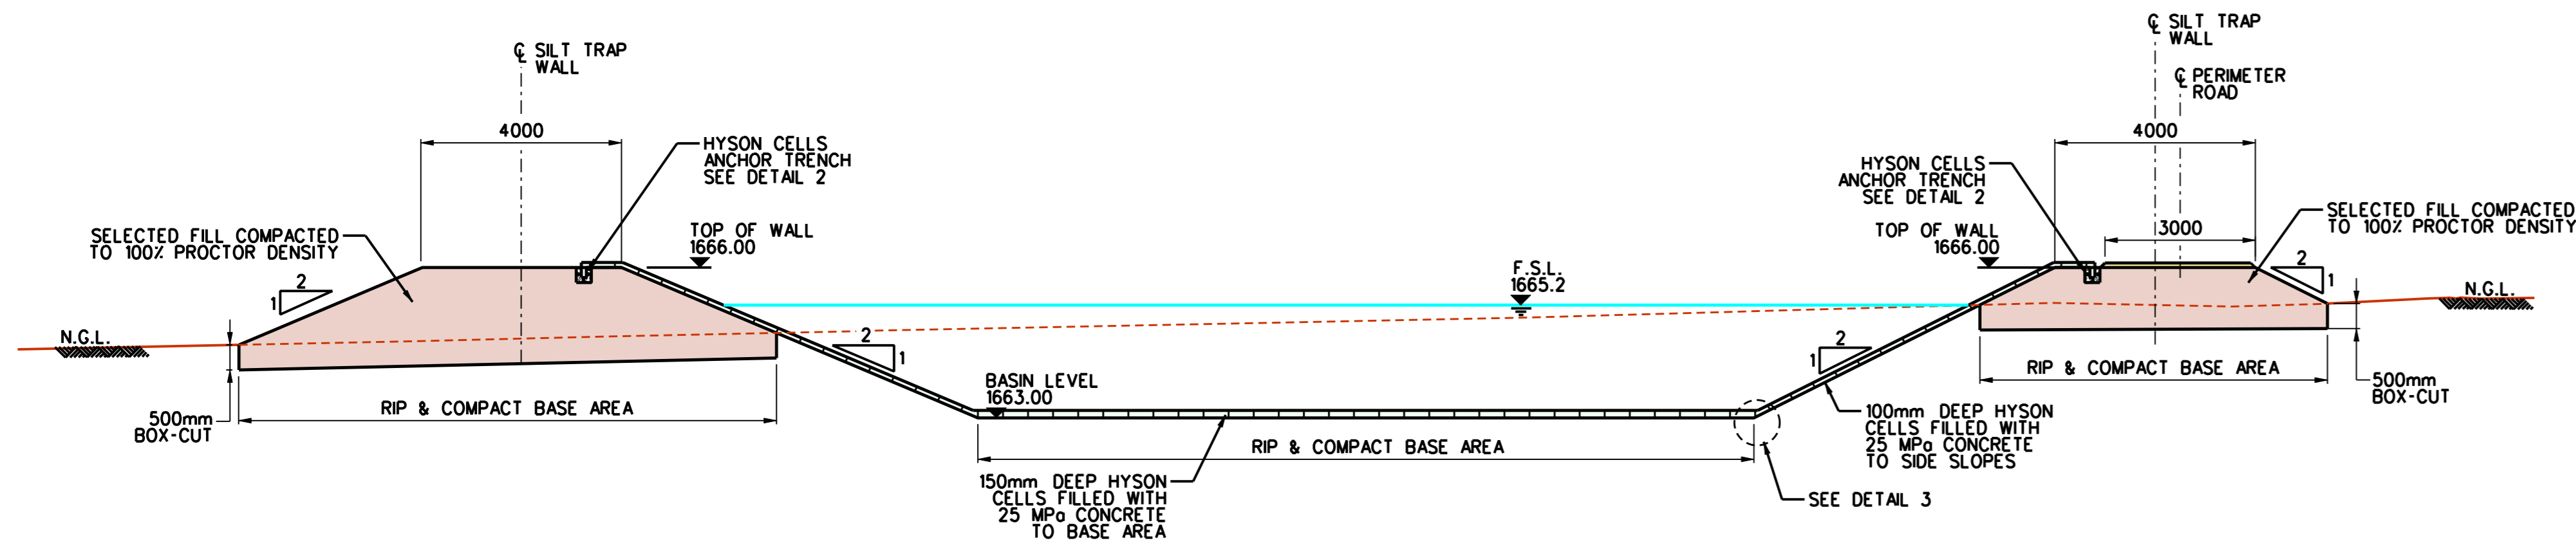 ℄ SILT TRAP
WALL
4000
HYSON CELLS
ANCHOR TRENCH
SEE DETAIL 2
SELECTED FILL COMPACTED
TO 100% PROCTOR DENSITY
TOP OF WALL
1666.00
2
1
N.G.L.
500mm
BOX-CUT
RIP & COMPACT BASE AREA
2
1
BASIN LEVEL
1663.00
F.S.L.
1665.2
RIP & COMPACT BASE AREA
150mm DEEP HYSON
CELLS FILLED WITH
25 MPa CONCRETE
TO BASE AREA
2
1
100mm DEEP HYSON
CELLS FILLED WITH
25 MPa CONCRETE
TO SIDE SLOPES
SEE DETAIL 3
℄ SILT TRAP
WALL
℄ PERIMETER
ROAD
4000
HYSON CELLS
ANCHOR TRENCH
SEE DETAIL 2
TOP OF WALL
1666.00
3000
SELECTED FILL COMPACTED
TO 100% PROCTOR DENSITY
2
1
N.G.L.
RIP & COMPACT BASE AREA
500mm
BOX-CUT